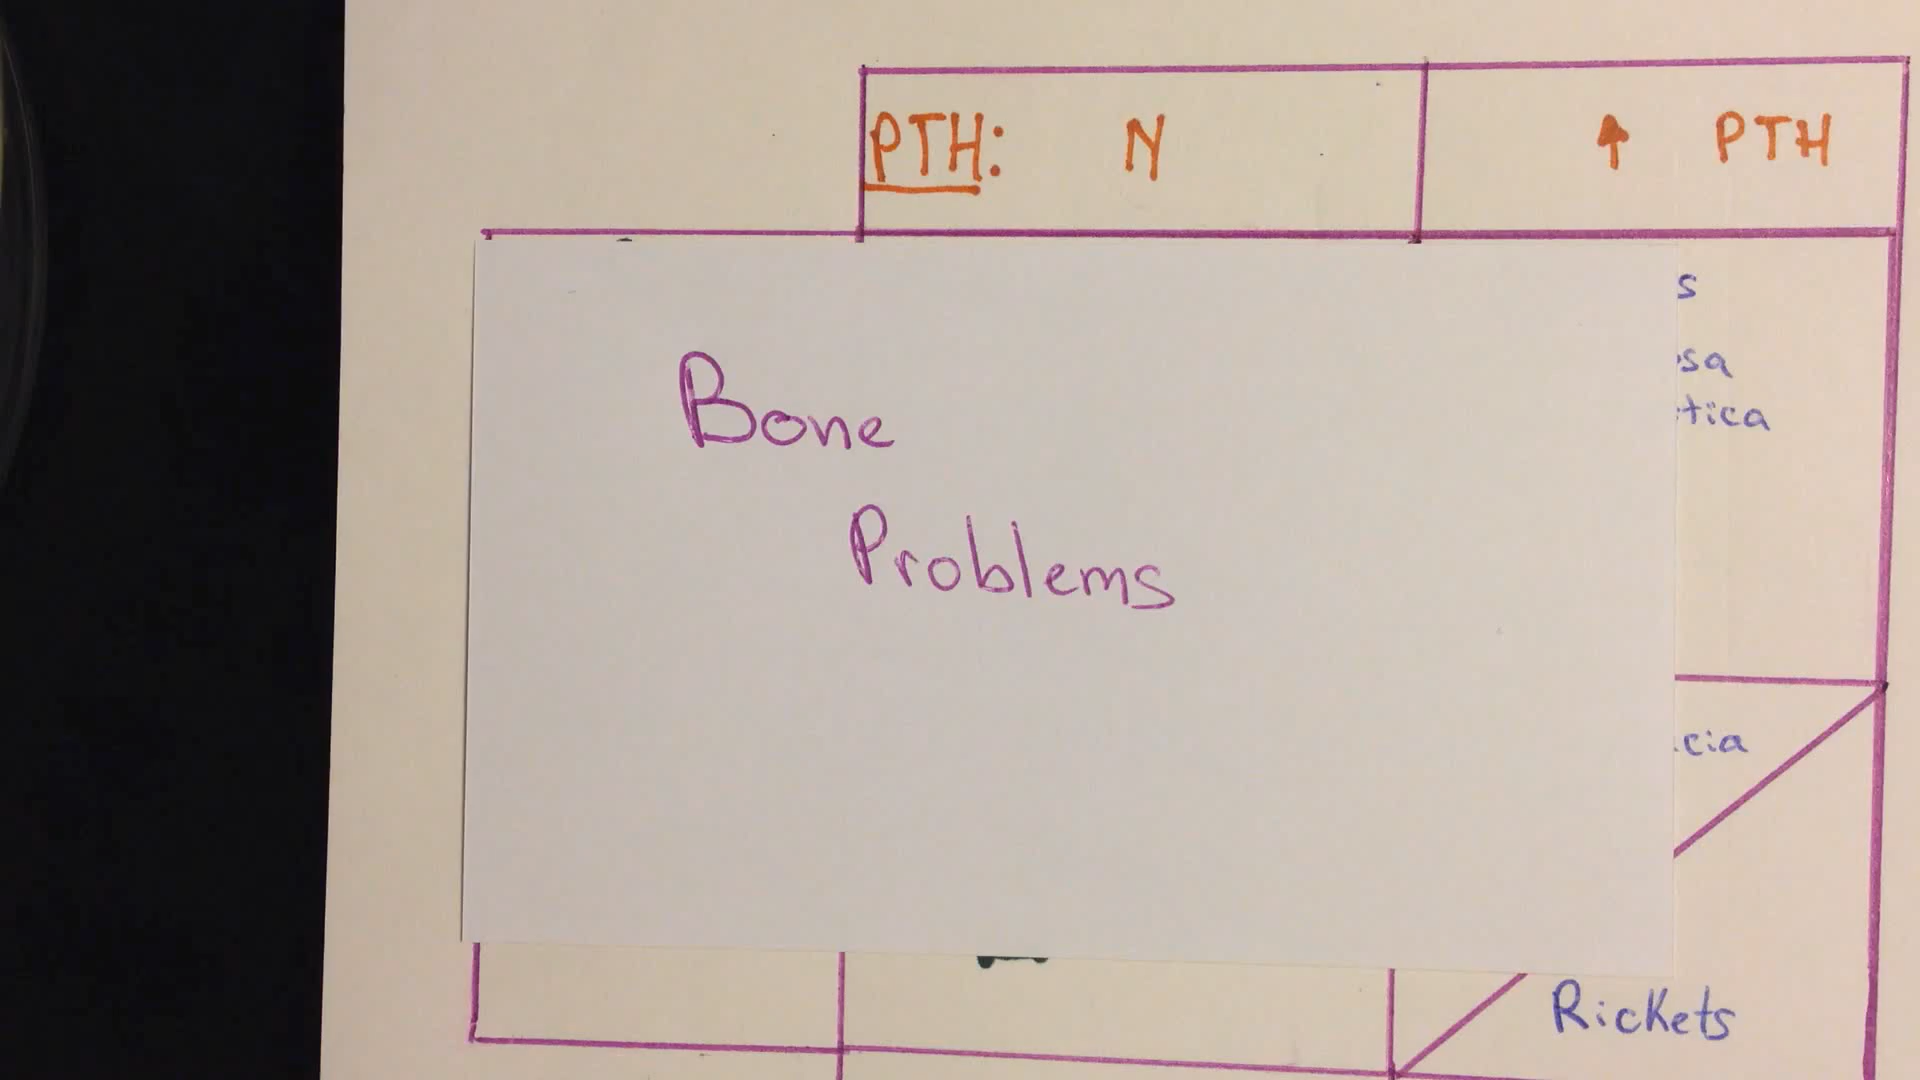 PTH: N ↑ PTH
Bone
Problems
Rickets